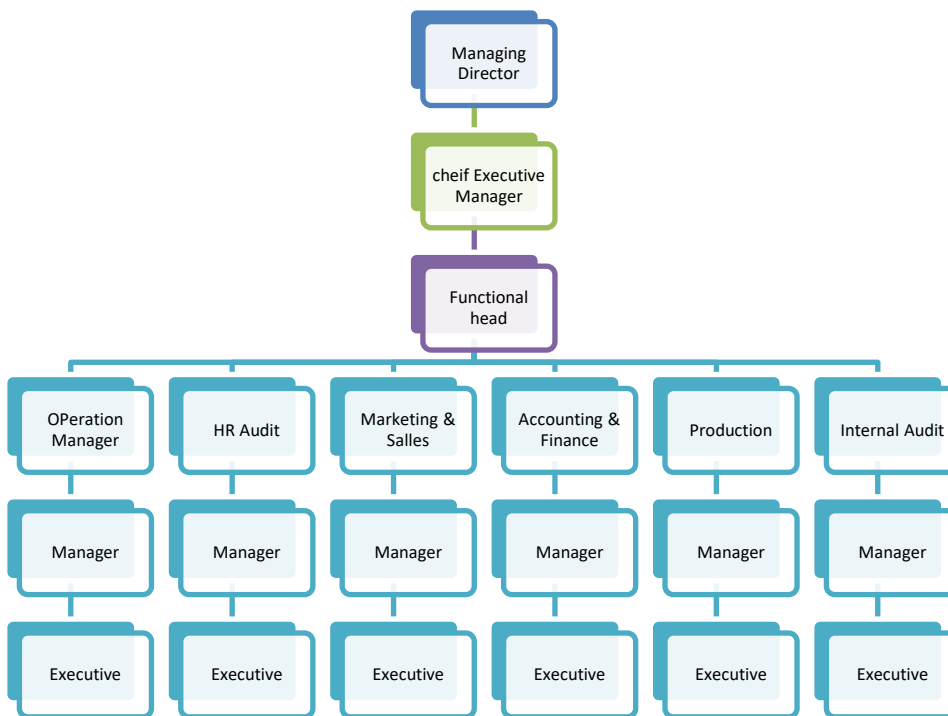 Managing
Director
cheif Executive
Manager
Functional
head
OPeration
Manager
HR Audit
Marketing &
Salles
Accounting &
Finance
Production
Internal Audit
Manager
Manager
Manager
Manager
Manager
Manager
Executive
Executive
Executive
Executive
Executive
Executive